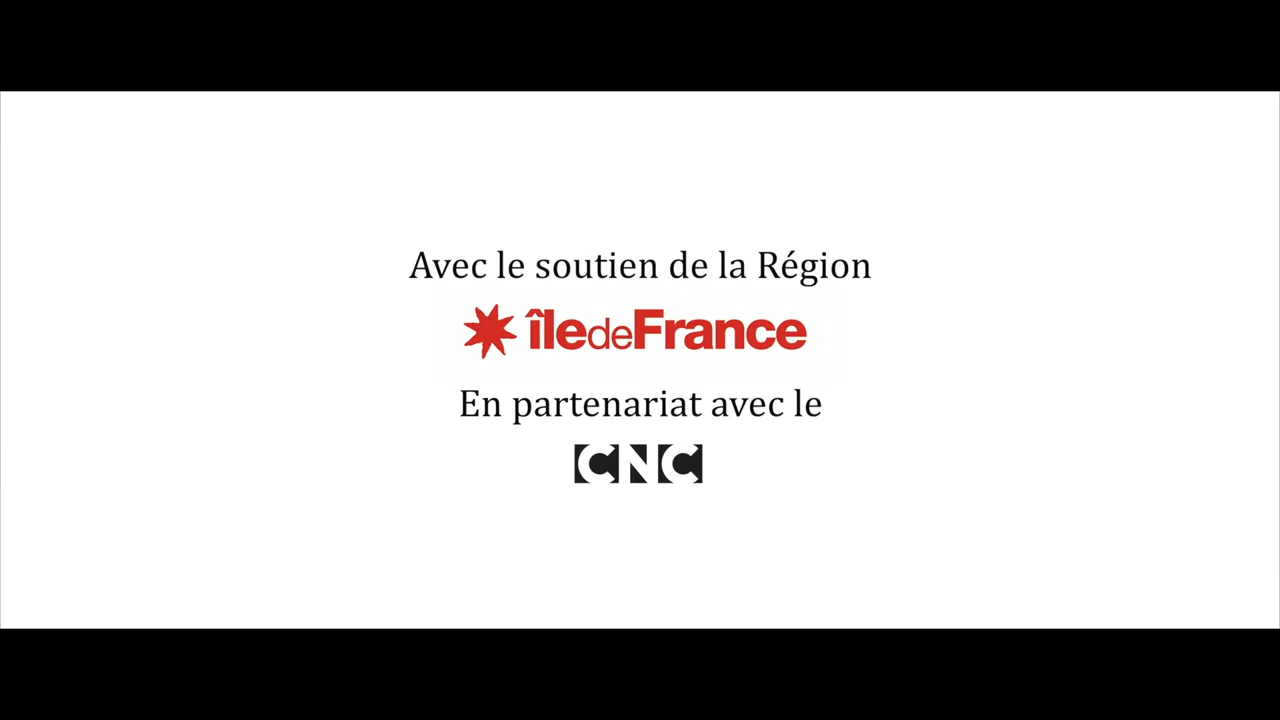 Avec le soutien de la Région
îledeFrance
En partenariat avec le
CNC